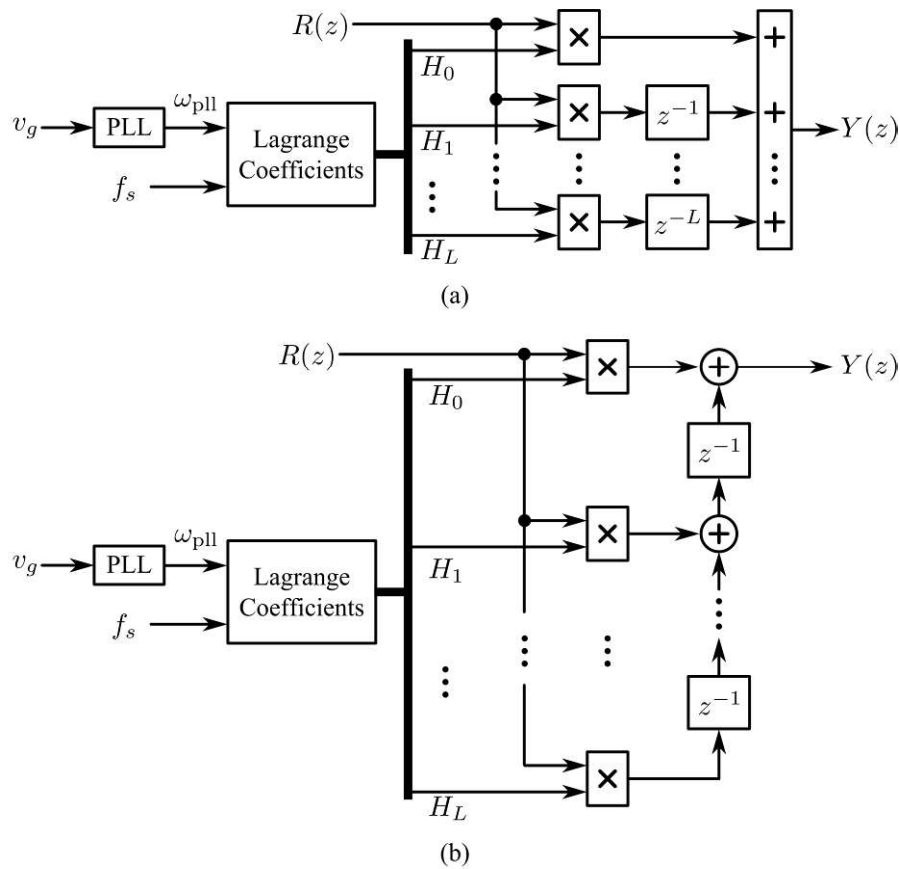 R(z)
H_0
ω_pll
v_g
PLL
Lagrange
Coefficients
z^{-1}
Y(z)
H_1
f_s
z^{-L}
H_L
(a)
R(z)
Y(z)
H_0
z^{-1}
ω_pll
v_g
PLL
Lagrange
Coefficients
H_1
f_s
z^{-1}
H_L
(b)